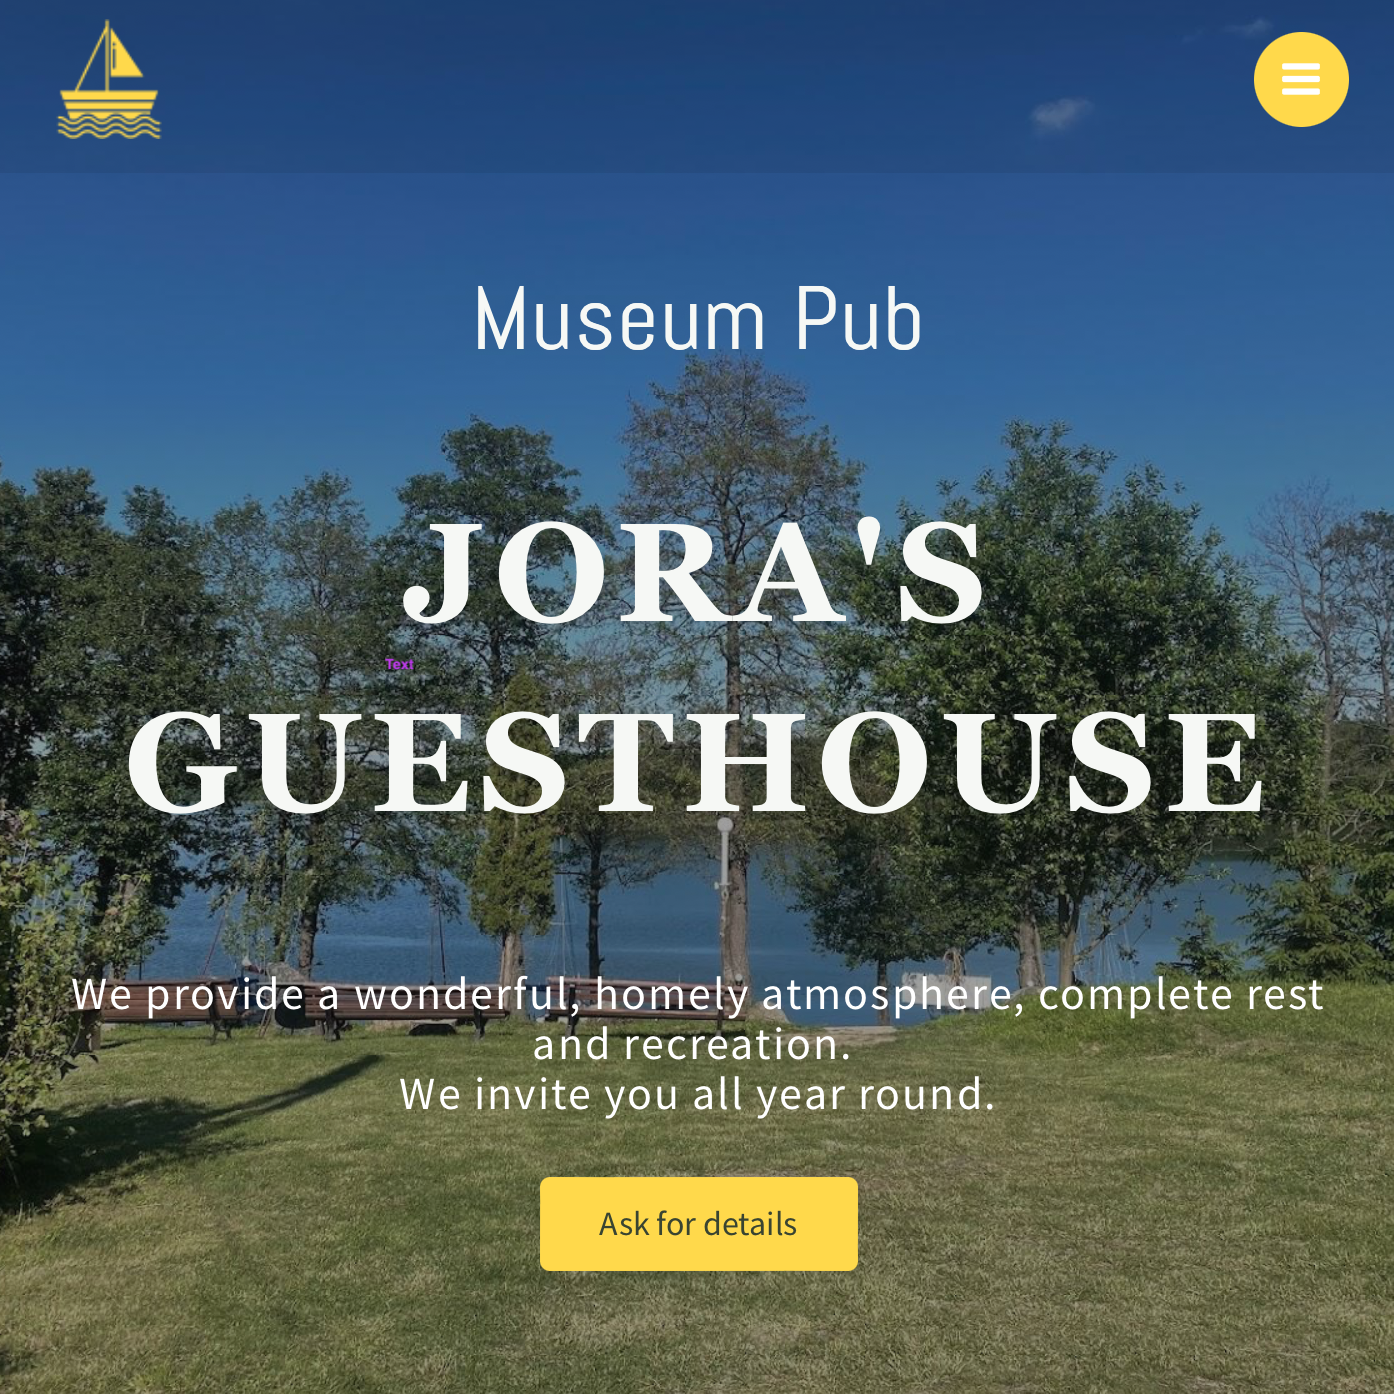 Museum Pub
JORA'S
Text
GUESTHOUSE
We provide a wonderful, homely atmosphere, complete rest
and recreation.
We invite you all year round.
Ask for details